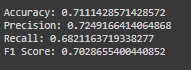 Accuracy: 0.7111428571428572
Precision: 0.7249166414064868
Recall: 0.6821163719338277
F1 Score: 0.7028655400440852